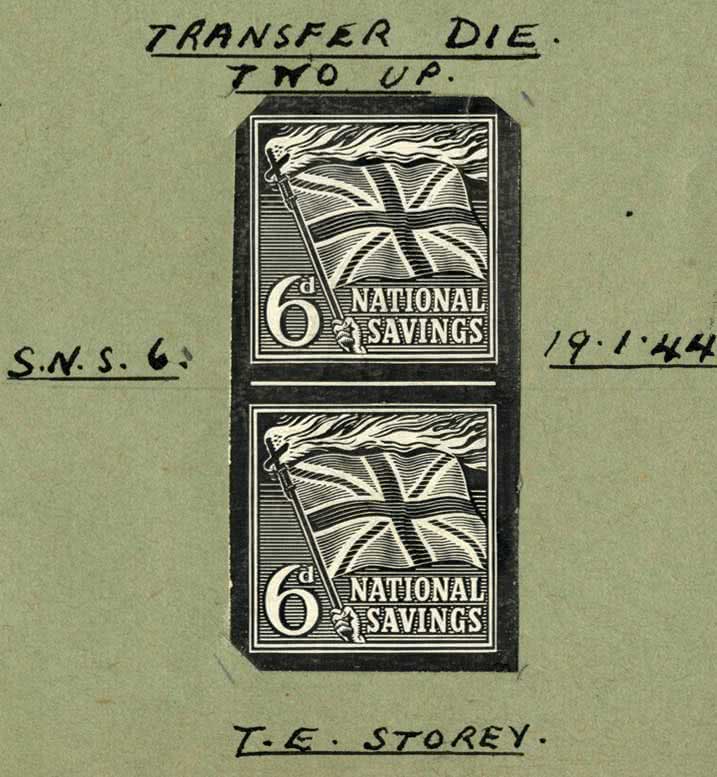 TRANSFER DIE.
TWO UP.
6d NATIONAL
SAVINGS
S.N.S. 6.
19.1.44
6d NATIONAL
SAVINGS
T.E. STOREY.